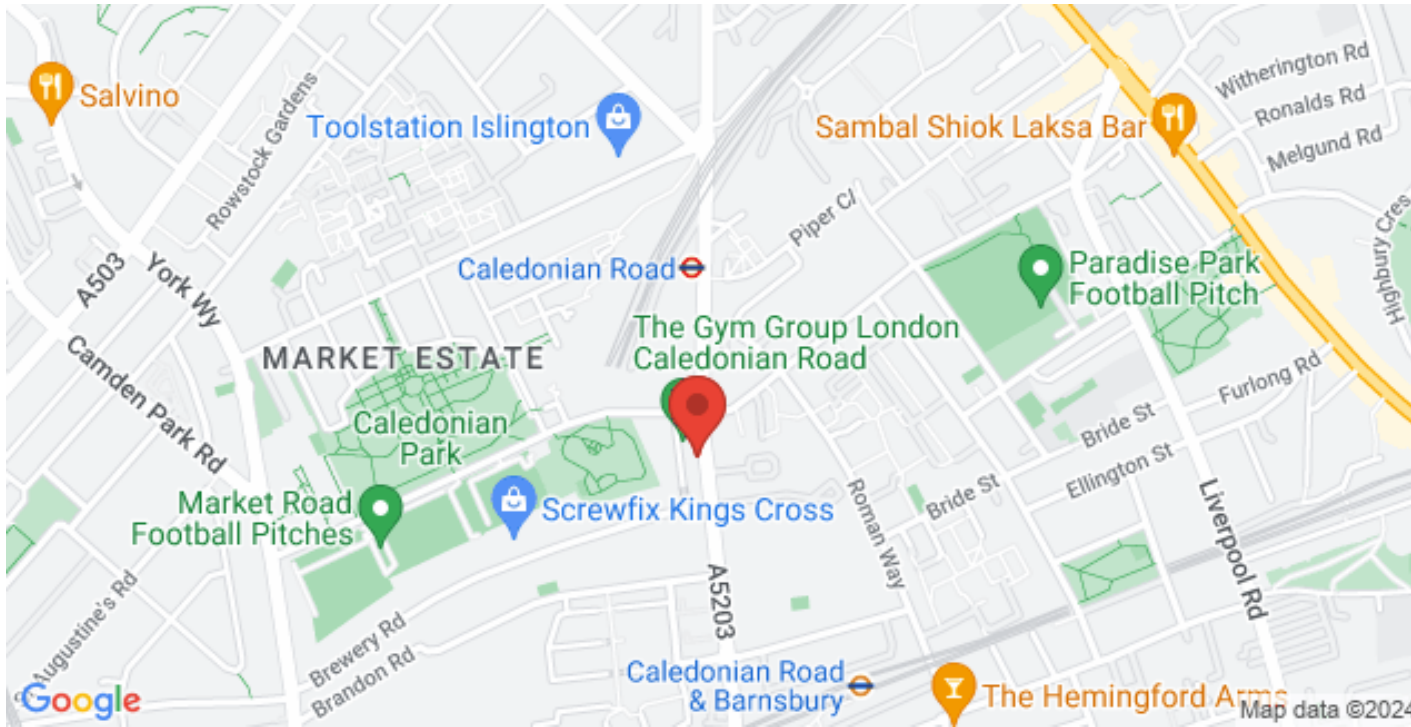 Salvino
Rowstock Gardens
Toolstation Islington
Sambal Shiok Laksa Bar
Witherington Rd
Ronalds Rd
Melgund Rd
A503
York Wy
Caledonian Road
Piper Cl
Paradise Park
Football Pitch
Highbury Cres
Camden Park Rd
MARKET ESTATE
The Gym Group London
Caledonian Road
Caledonian
Park
Furlong Rd
Bride St
Ellington St
Market Road
Football Pitches
Screwfix Kings Cross
Roman Way
Bride St
Liverpool Rd
A5203
Augustine's Rd
Brewery Rd
Brandon Rd
Caledonian Road
& Barnsbury
The Hemingford Arms
Google
Map data ©2024